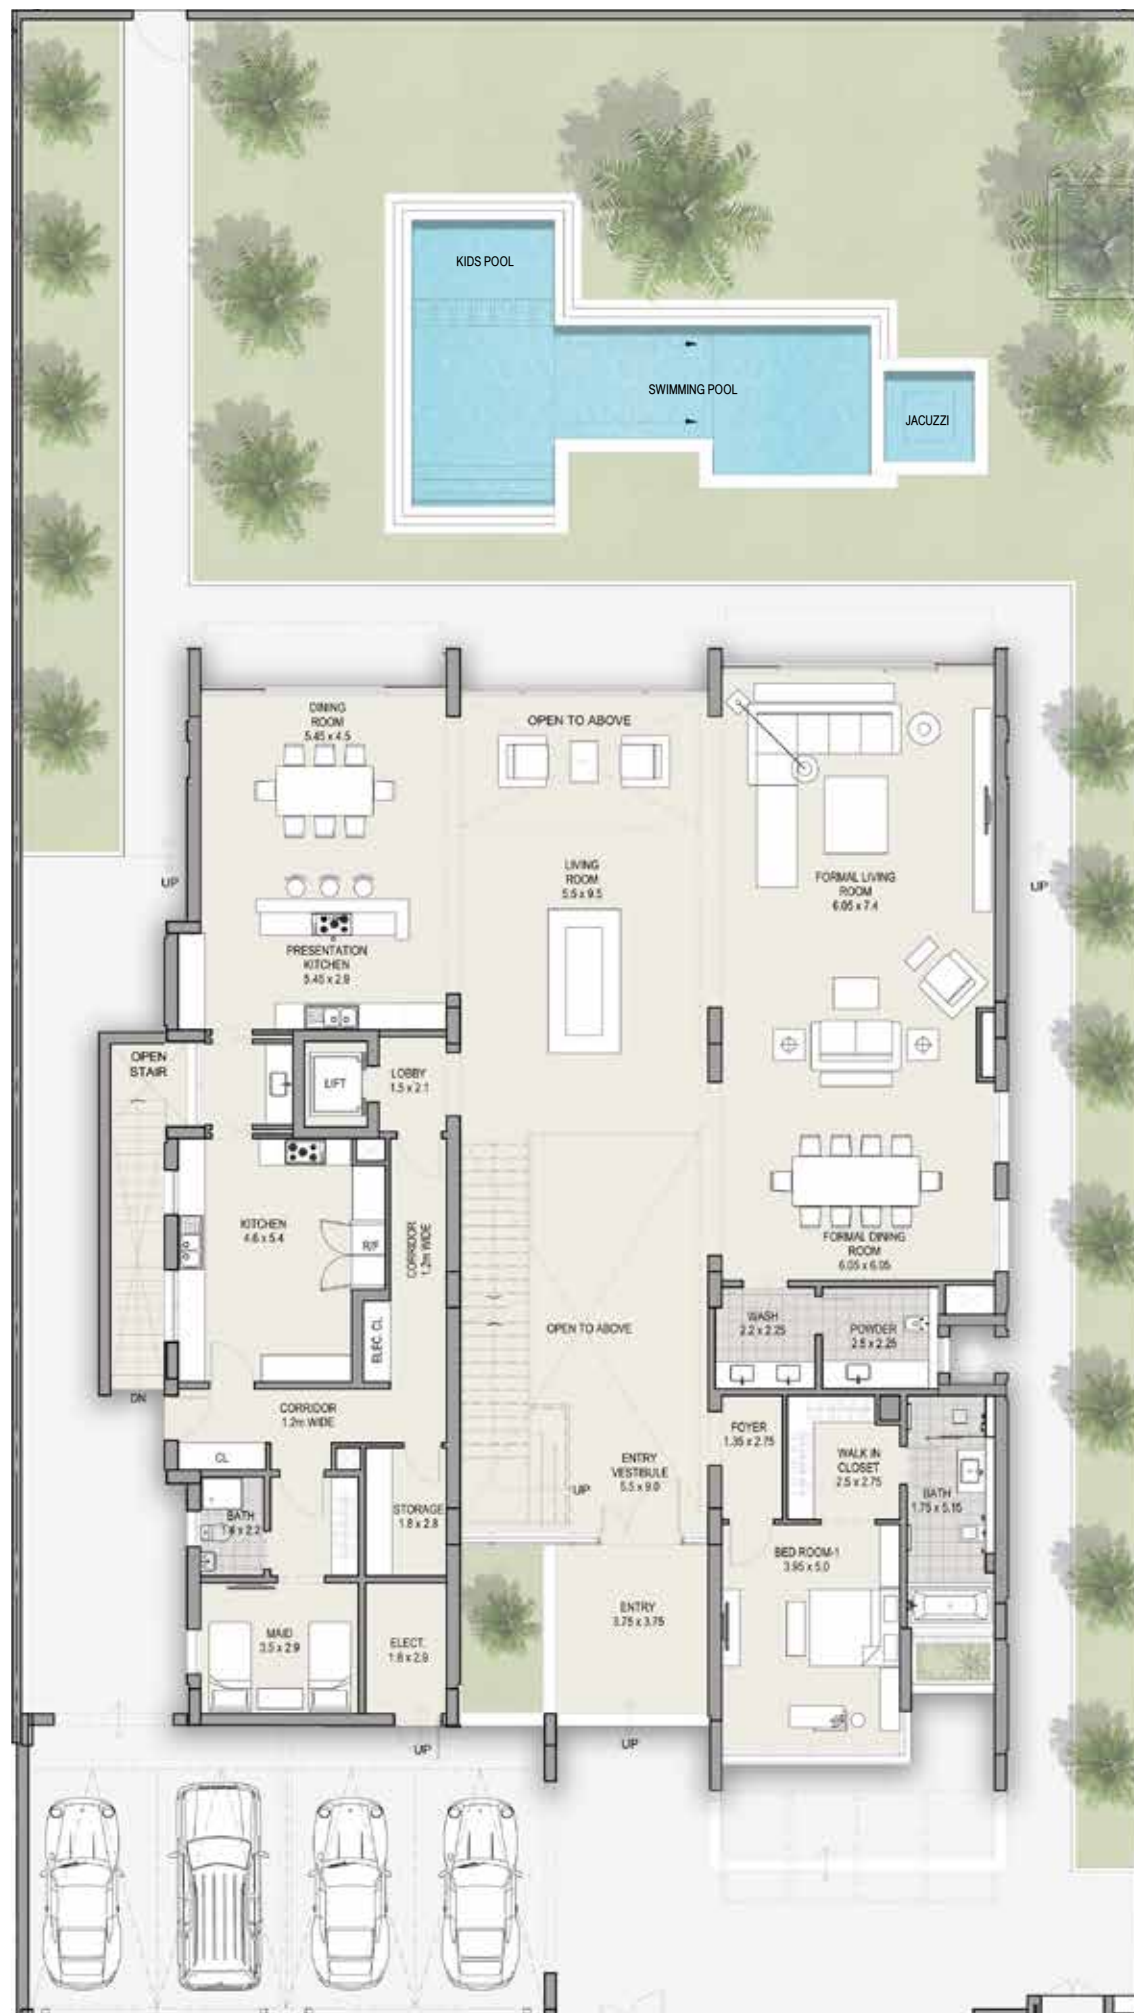 KIDS POOL
SWIMMING POOL
JACUZZI
DINING
ROOM
5.45 x 4.5
OPEN TO ABOVE
LIVING
ROOM
5.5 x 9.5
FORMAL LIVING
ROOM
6.05 x 7.4
UP
UP
PRESENTATION
KITCHEN
5.45 x 2.9
OPEN
STAIR
LIFT
LOBBY
1.5 x 2.1
KITCHEN
4.6 x 5.4
R/F
CORRIDOR
1.2m WIDE
FORMAL DINING
ROOM
6.05 x 6.05
ELEC. CL
OPEN TO ABOVE
WASH
2.2 x 2.25
POWDER
2.5 x 2.25
DN
CORRIDOR
1.2m WIDE
CL
FOYER
1.35 x 2.75
WALK IN
CLOSET
2.5 x 2.75
ENTRY
VESTIBULE
5.5 x 9.0
UP
BATH
1.75 x 5.15
STORAGE
1.8 x 2.8
BATH
BED ROOM-1
3.95 x 5.0
MAID
3.5 x 2.9
ELECT.
1.8 x 2.9
ENTRY
3.75 x 3.75
UP
UP